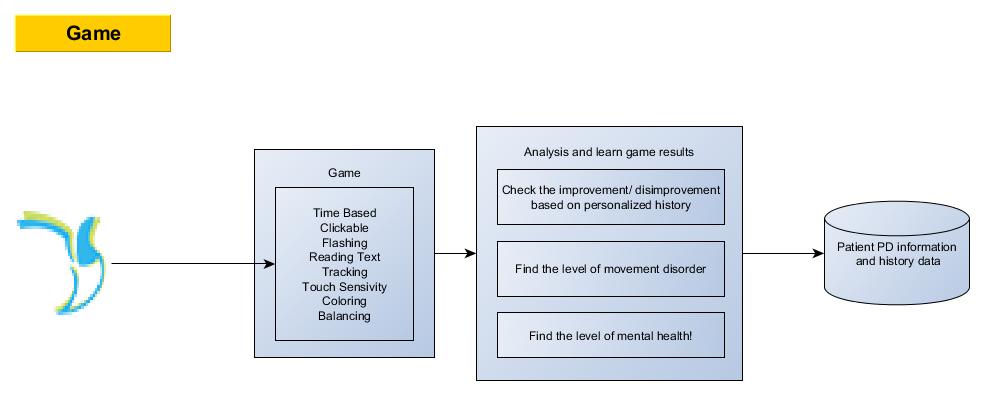 Game
Game
Time Based
Clickable
Flashing
Reading Text
Tracking
Touch Sensivity
Coloring
Balancing
Analysis and learn game results
Check the improvement/ disimprovement
based on personalized history
Find the level of movement disorder
Find the level of mental health!
Patient PD information
and history data